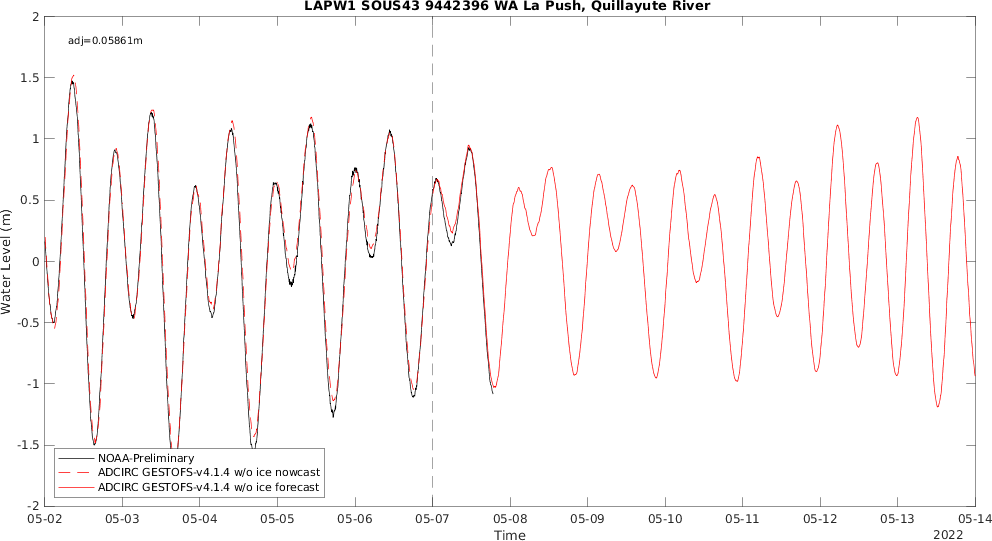 LAPW1 SOUS43 9442396 WA La Push, Quillayute River
adj=0.05861m
2
1.5
1
0.5
0
-0.5
-1
-1.5
-2
Water Level (m)
NOAA-Preliminary
ADCIRC GESTOFS-v4.1.4 w/o ice nowcast
ADCIRC GESTOFS-v4.1.4 w/o ice forecast
05-02 05-03 05-04 05-05 05-06 05-07 05-08 05-09 05-10 05-11 05-12 05-13 05-14
Time
2022